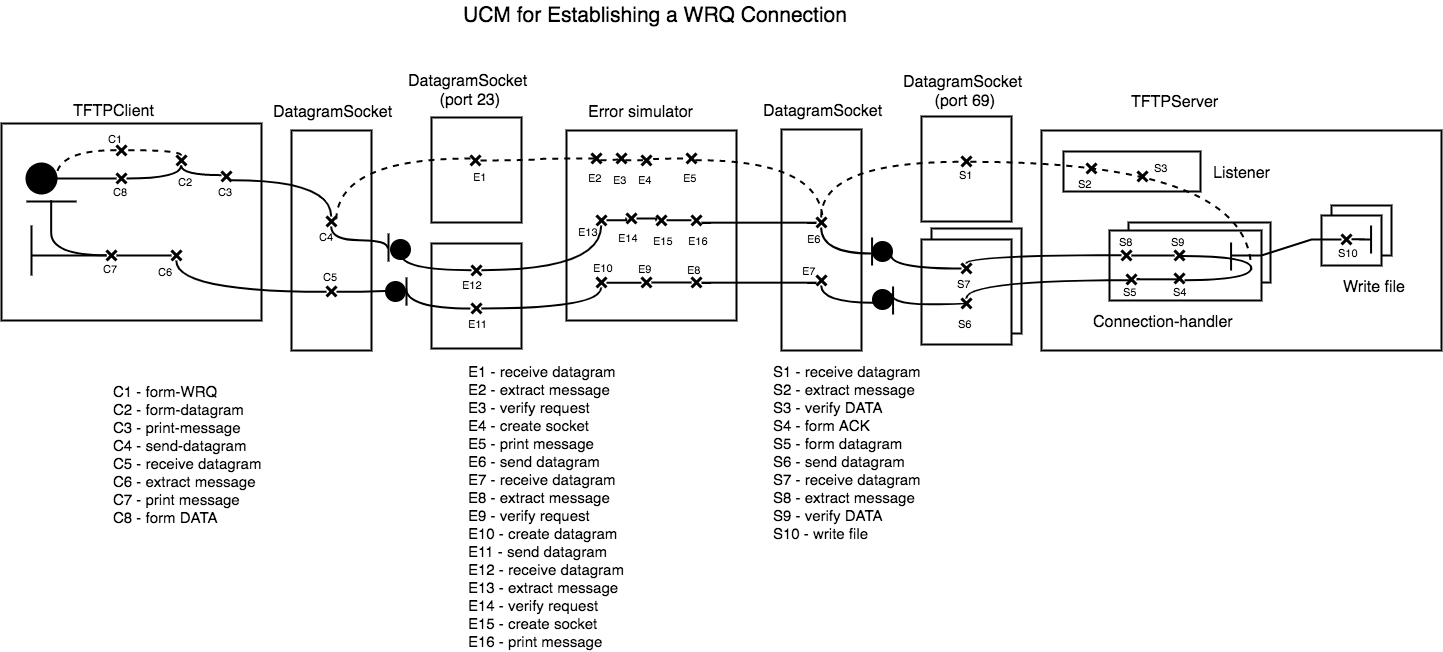 UCM for Establishing a WRQ Connection
DatagramSocket
(port 23)
DatagramSocket
(port 69)
TFTPClient
DatagramSocket
Error simulator
DatagramSocket
TFTPServer
C1
C8
C2
C3
C4
C5
C6
C7
E1
E2
E3
E4
E5
E13
E14
E15
E16
E12
E11
E10
E9
E8
E6
E7
S1
S2
S3
Listener
S7
S6
S8
S9
S5
S4
S10
Write file
Connection-handler
C1 - form-WRQ
C2 - form-datagram
C3 - print-message
C4 - send-datagram
C5 - receive datagram
C6 - extract message
C7 - print message
C8 - form DATA
E1 - receive datagram
E2 - extract message
E3 - verify request
E4 - create socket
E5 - print message
E6 - send datagram
E7 - receive datagram
E8 - extract message
E9 - verify request
E10 - create datagram
E11 - send datagram
E12 - receive datagram
E13 - extract message
E14 - verify request
E15 - create socket
E16 - print message
S1 - receive datagram
S2 - extract message
S3 - verify DATA
S4 - form ACK
S5 - form datagram
S6 - send datagram
S7 - receive datagram
S8 - extract message
S9 - verify DATA
S10 - write file